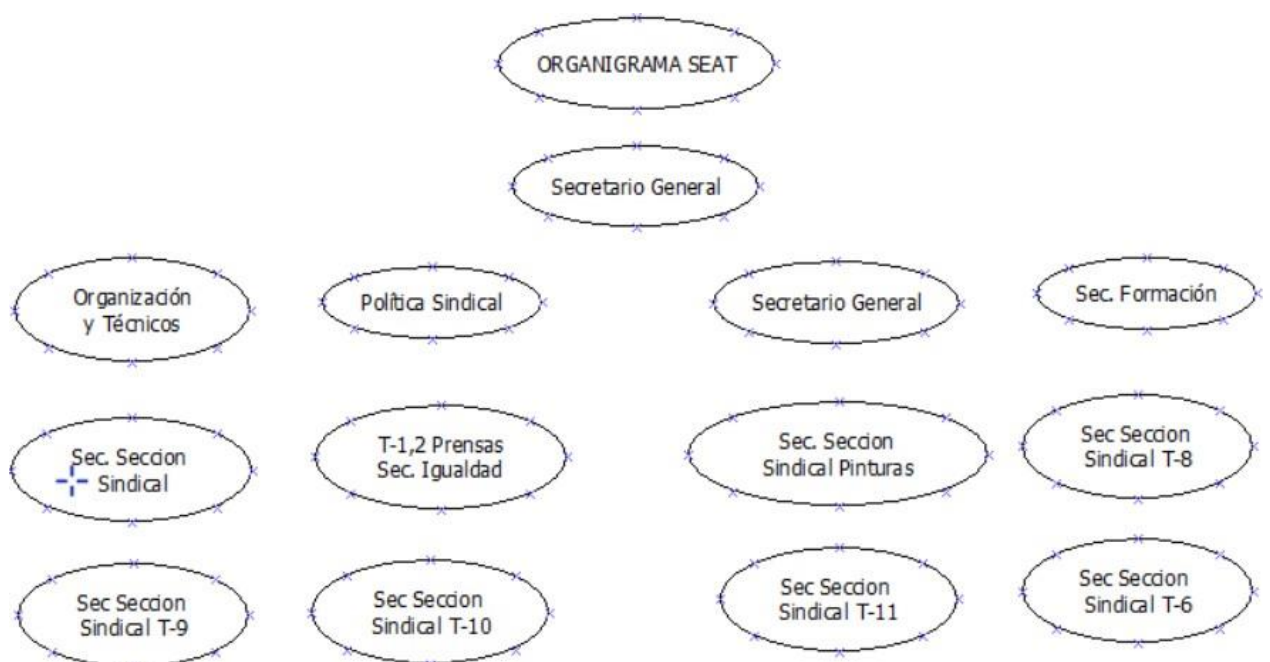 ORGANIGRAMA SEAT
Secretario General
Organización
y Técnicos
Política Sindical
Secretario General
Sec. Formación
Sec. Seccion
Sindical
T-1,2 Prensas
Sec. Igualdad
Sec. Seccion
Sindical Pinturas
Sec Seccion
Sindical T-8
Sec Seccion
Sindical T-9
Sec Seccion
Sindical T-10
Sec Seccion
Sindical T-11
Sec Seccion
Sindical T-6